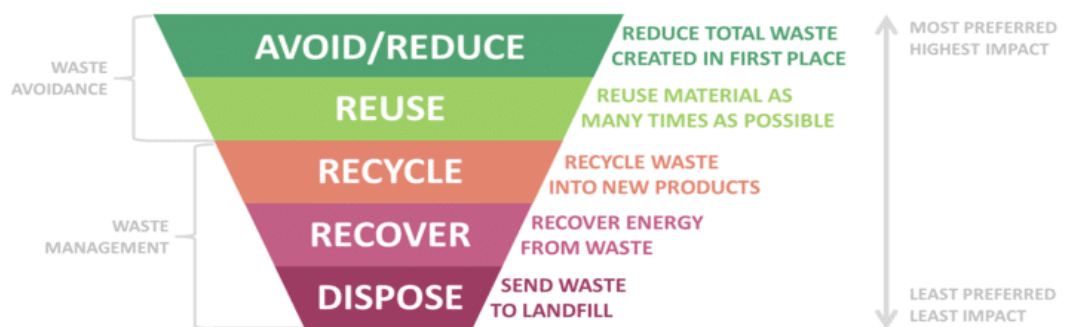 WASTE
AVOIDANCE
AVOID/REDUCE
REDUCE TOTAL WASTE
CREATED IN FIRST PLACE
MOST PREFERRED
HIGHEST IMPACT
REUSE
REUSE MATERIAL AS
MANY TIMES AS POSSIBLE
RECYCLE
RECYCLE WASTE
INTO NEW PRODUCTS
WASTE
MANAGEMENT
RECOVER
RECOVER ENERGY
FROM WASTE
DISPOSE
SEND WASTE
TO LANDFILL
LEAST PREFERRED
LEAST IMPACT